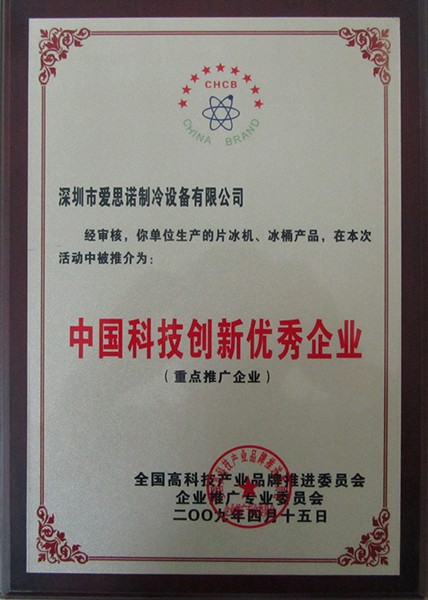 CHCB
CHINA BRAND
深圳市爱思诺制冷设备有限公司
经审核，你单位生产的片冰机、冰桶产品，在本次
活动中被推介为：
中国科技创新优秀企业
（重点推广企业）
全国高科技产业品牌推进委员会
企业推广专业委员会
二〇〇九年四月十五日